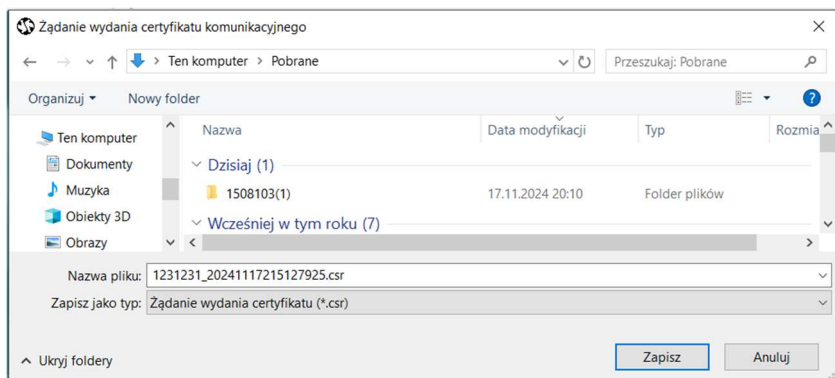 Żądanie wydania certyfikatu komunikacyjnego
Ten komputer > Pobrane
Przeszukaj: Pobrane
Organizuj
Nowy folder
Nazwa Data modyfikacji Typ Rozmia
Ten komputer
Dokumenty
Muzyka
Obiekty 3D
Obrazy
Dzisiaj (1)
1508103(1) 17.11.2024 20:10 Folder plików
Wcześniej w tym roku (7)
Nazwa pliku: 1231231_20241117215127925.csr
Zapisz jako typ: Żądanie wydania certyfikatu (*.csr)
Ukryj foldery
Zapisz
Anuluj